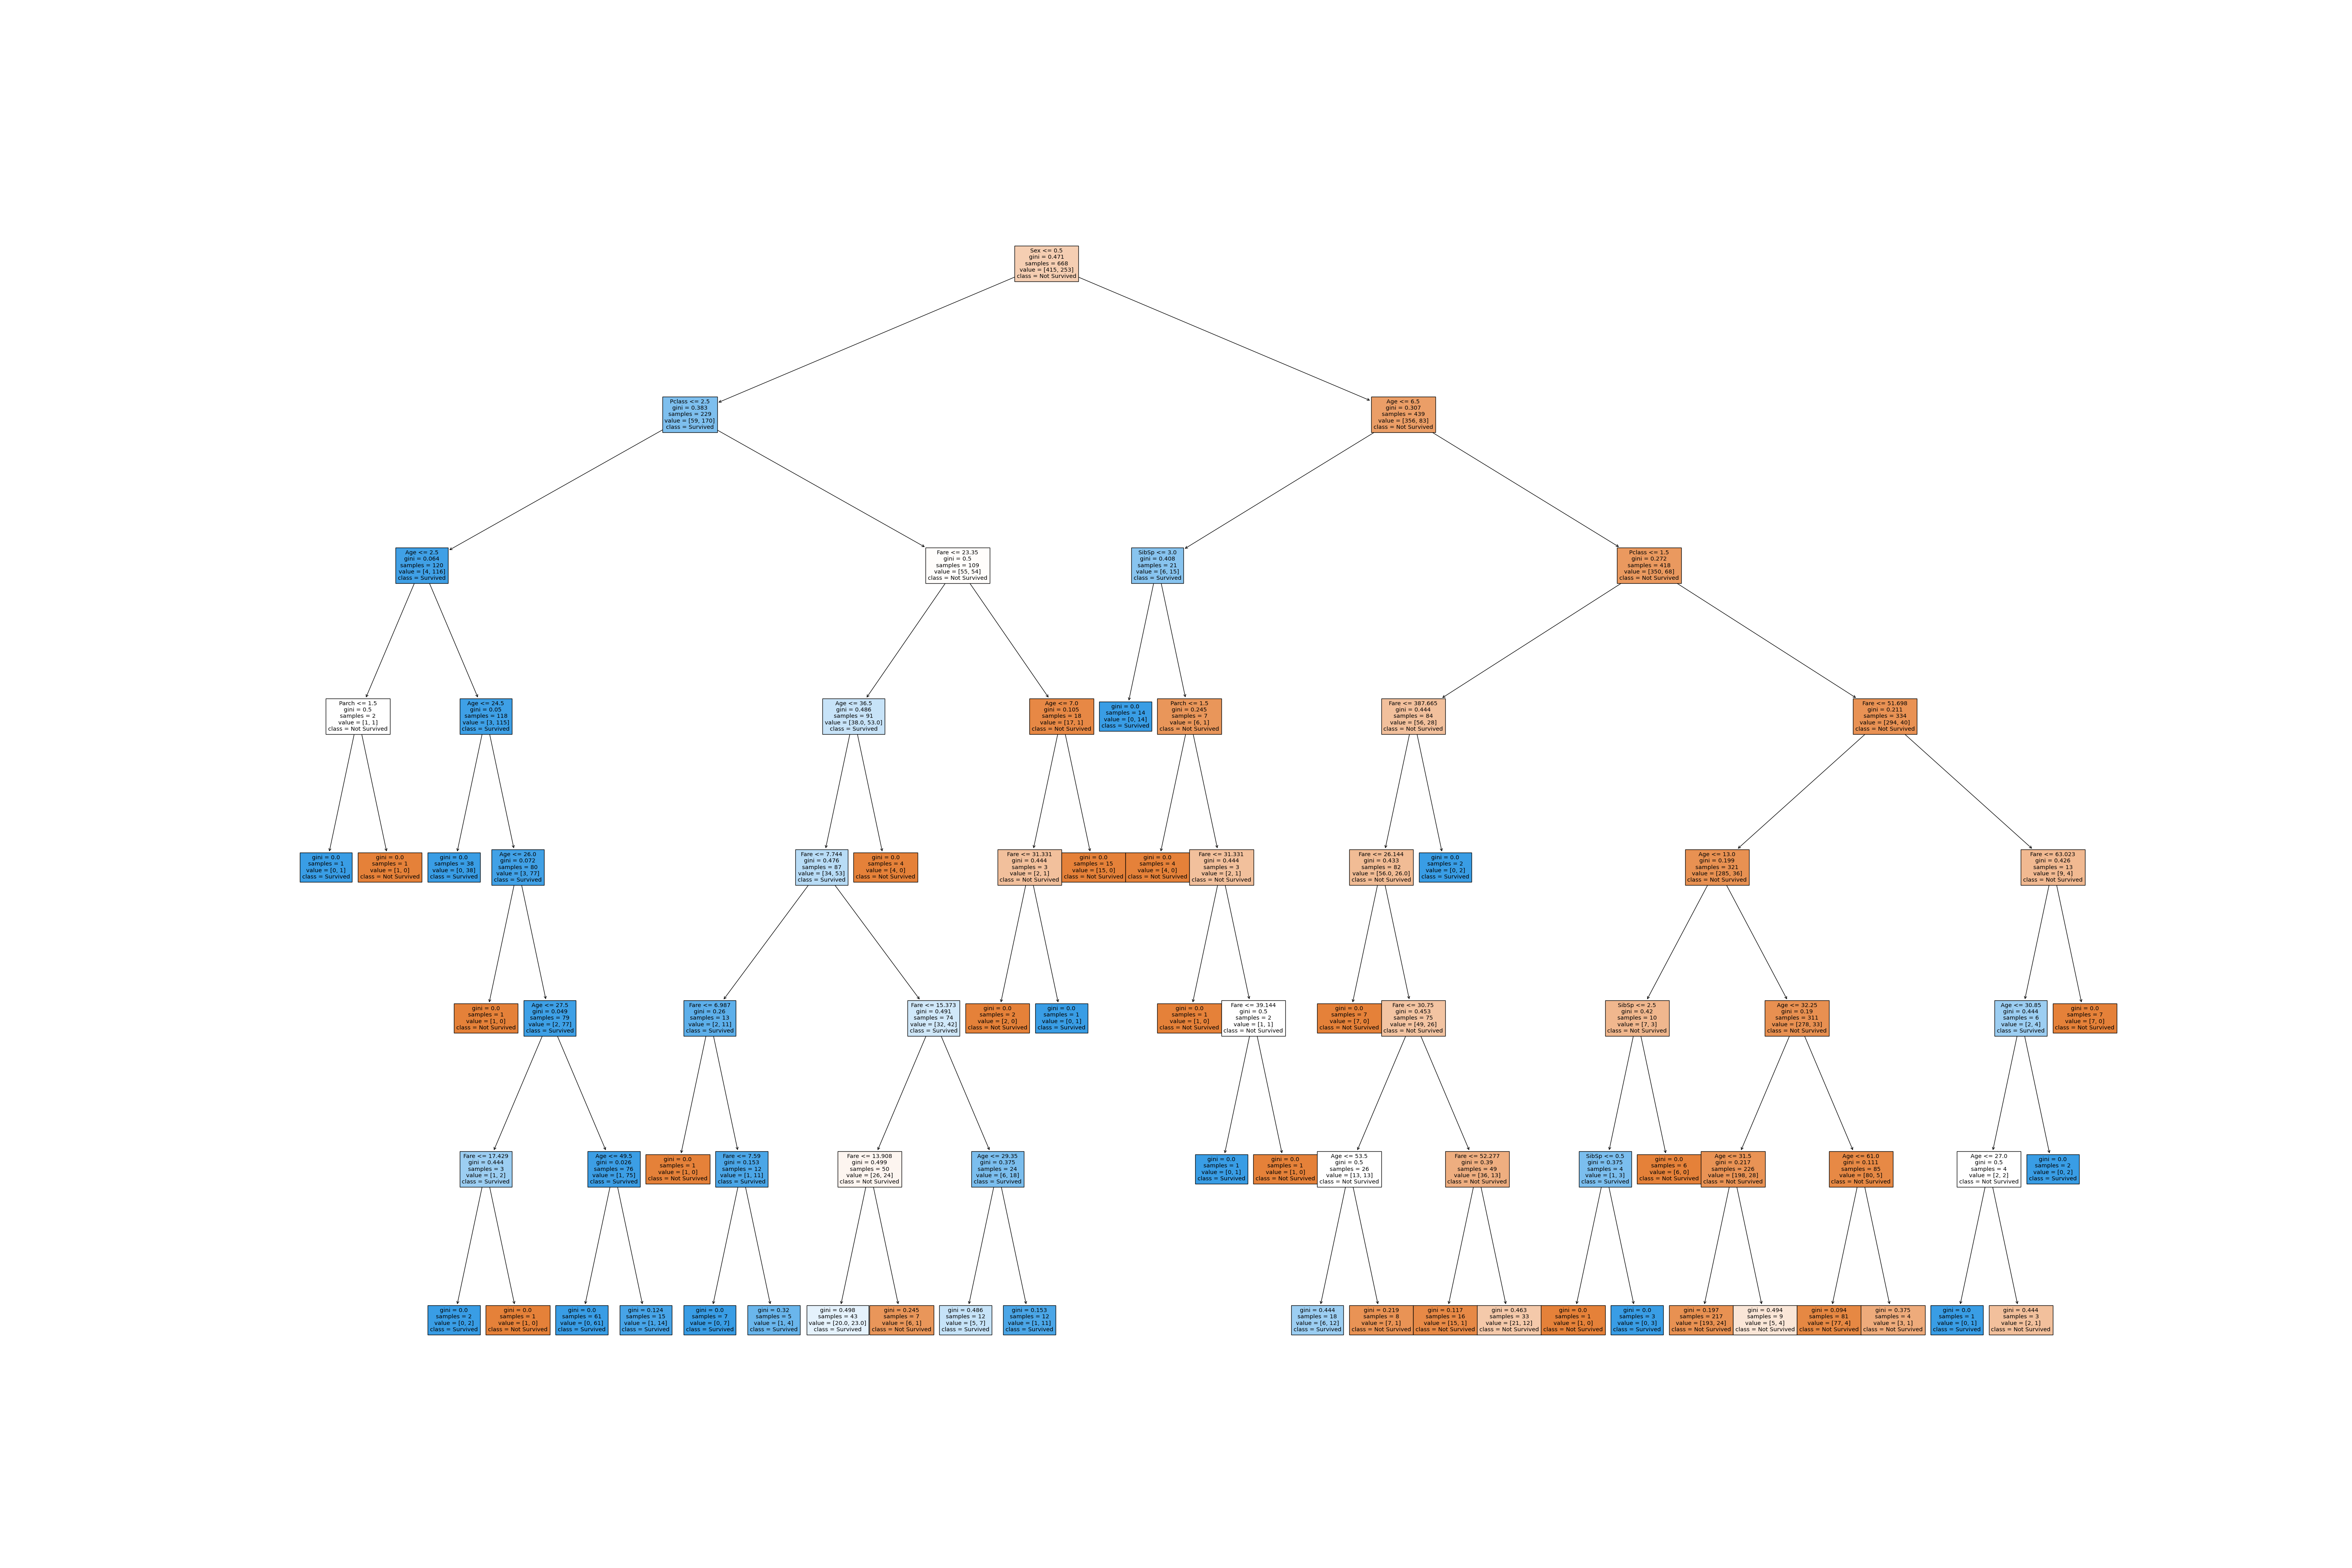 Sex <= 0.5
gini = 0.471
samples = 668
value = [415, 253]
class = Not Survived
Pclass <= 2.5
gini = 0.383
samples = 229
value = [59, 170]
class = Survived
Age <= 6.5
gini = 0.307
samples = 439
value = [356, 83]
class = Not Survived
Age <= 2.5
gini = 0.064
samples = 120
value = [4, 116]
class = Survived
Fare <= 23.35
gini = 0.5
samples = 109
value = [55, 54]
class = Not Survived
SibSp <= 3.0
gini = 0.408
samples = 21
value = [6, 15]
class = Survived
Pclass <= 1.5
gini = 0.272
samples = 418
value = [350, 68]
class = Not Survived
Parch <= 1.5
gini = 0.5
samples = 2
value = [1, 1]
class = Not Survived
Age <= 24.5
gini = 0.05
samples = 118
value = [3, 115]
class = Survived
Age <= 36.5
gini = 0.486
samples = 91
value = [38.0, 53.0]
class = Survived
Age <= 7.0
gini = 0.105
samples = 18
value = [17, 1]
class = Not Survived
gini = 0.0
samples = 14
value = [0, 14]
class = Survived
Parch <= 1.5
gini = 0.245
samples = 7
value = [6, 1]
class = Not Survived
Fare <= 387.665
gini = 0.444
samples = 84
value = [56, 28]
class = Not Survived
Fare <= 51.698
gini = 0.211
samples = 334
value = [294, 40]
class = Not Survived
gini = 0.0
samples = 1
value = [0, 1]
class = Survived
gini = 0.0
samples = 1
value = [1, 0]
class = Not Survived
gini = 0.0
samples = 38
value = [0, 38]
class = Survived
Age <= 26.0
gini = 0.072
samples = 80
value = [3, 77]
class = Survived
Fare <= 7.744
gini = 0.476
samples = 87
value = [34, 53]
class = Survived
gini = 0.0
samples = 4
value = [4, 0]
class = Not Survived
Fare <= 31.331
gini = 0.444
samples = 3
value = [2, 1]
class = Not Survived
gini = 0.0
samples = 15
value = [15, 0]
class = Not Survived
gini = 0.0
samples = 4
value = [4, 0]
class = Not Survived
Fare <= 31.331
gini = 0.444
samples = 3
value = [2, 1]
class = Not Survived
Fare <= 26.144
gini = 0.433
samples = 82
value = [56.0, 26.0]
class = Not Survived
gini = 0.0
samples = 2
value = [0, 2]
class = Survived
Age <= 13.0
gini = 0.199
samples = 321
value = [285, 36]
class = Not Survived
Fare <= 63.023
gini = 0.426
samples = 13
value = [9, 4]
class = Not Survived
gini = 0.0
samples = 1
value = [1, 0]
class = Not Survived
Age <= 27.5
gini = 0.049
samples = 79
value = [2, 77]
class = Survived
Fare <= 6.987
gini = 0.26
samples = 13
value = [2, 11]
class = Survived
Fare <= 15.373
gini = 0.491
samples = 74
value = [32, 42]
class = Survived
gini = 0.0
samples = 2
value = [2, 0]
class = Not Survived
gini = 0.0
samples = 1
value = [0, 1]
class = Survived
gini = 0.0
samples = 1
value = [1, 0]
class = Not Survived
Fare <= 39.144
gini = 0.5
samples = 2
value = [1, 1]
class = Not Survived
gini = 0.0
samples = 7
value = [7, 0]
class = Not Survived
Fare <= 30.75
gini = 0.453
samples = 75
value = [49, 26]
class = Not Survived
SibSp <= 2.5
gini = 0.42
samples = 10
value = [7, 3]
class = Not Survived
Age <= 32.25
gini = 0.19
samples = 311
value = [278, 33]
class = Not Survived
Age <= 30.85
gini = 0.444
samples = 6
value = [2, 4]
class = Survived
gini = 0.0
samples = 7
value = [7, 0]
class = Not Survived
Fare <= 17.429
gini = 0.444
samples = 3
value = [1, 2]
class = Survived
Age <= 49.5
gini = 0.026
samples = 76
value = [1, 75]
class = Survived
gini = 0.0
samples = 1
value = [1, 0]
class = Not Survived
Fare <= 7.59
gini = 0.153
samples = 12
value = [1, 11]
class = Survived
Fare <= 13.908
gini = 0.499
samples = 50
value = [26, 24]
class = Not Survived
Age <= 29.35
gini = 0.375
samples = 24
value = [6, 18]
class = Survived
gini = 0.0
samples = 1
value = [0, 1]
class = Survived
gini = 0.0
samples = 1
value = [1, 0]
class = Not Survived
Age <= 53.5
gini = 0.5
samples = 26
value = [13, 13]
class = Not Survived
Fare <= 52.277
gini = 0.39
samples = 49
value = [36, 13]
class = Not Survived
SibSp <= 0.5
gini = 0.375
samples = 4
value = [1, 3]
class = Survived
gini = 0.0
samples = 6
value = [6, 0]
class = Not Survived
Age <= 31.5
gini = 0.217
samples = 226
value = [198, 28]
class = Not Survived
Age <= 61.0
gini = 0.111
samples = 85
value = [80, 5]
class = Not Survived
Age <= 27.0
gini = 0.5
samples = 4
value = [2, 2]
class = Not Survived
gini = 0.0
samples = 2
value = [0, 2]
class = Survived
gini = 0.0
samples = 2
value = [0, 2]
class = Survived
gini = 0.0
samples = 1
value = [1, 0]
class = Not Survived
gini = 0.0
samples = 61
value = [0, 61]
class = Survived
gini = 0.124
samples = 15
value = [1, 14]
class = Survived
gini = 0.0
samples = 7
value = [0, 7]
class = Survived
gini = 0.32
samples = 5
value = [1, 4]
class = Survived
gini = 0.498
samples = 43
value = [20.0, 23.0]
class = Survived
gini = 0.245
samples = 7
value = [6, 1]
class = Not Survived
gini = 0.486
samples = 12
value = [5, 7]
class = Survived
gini = 0.153
samples = 12
value = [1, 11]
class = Survived
gini = 0.444
samples = 18
value = [6, 12]
class = Survived
gini = 0.219
samples = 8
value = [7, 1]
class = Not Survived
gini = 0.117
samples = 16
value = [15, 1]
class = Not Survived
gini = 0.463
samples = 33
value = [21, 12]
class = Not Survived
gini = 0.0
samples = 1
value = [1, 0]
class = Not Survived
gini = 0.0
samples = 3
value = [0, 3]
class = Survived
gini = 0.197
samples = 217
value = [193, 24]
class = Not Survived
gini = 0.494
samples = 9
value = [5, 4]
class = Not Survived
gini = 0.094
samples = 81
value = [77, 4]
class = Not Survived
gini = 0.375
samples = 4
value = [3, 1]
class = Not Survived
gini = 0.0
samples = 1
value = [0, 1]
class = Survived
gini = 0.444
samples = 3
value = [2, 1]
class = Not Survived